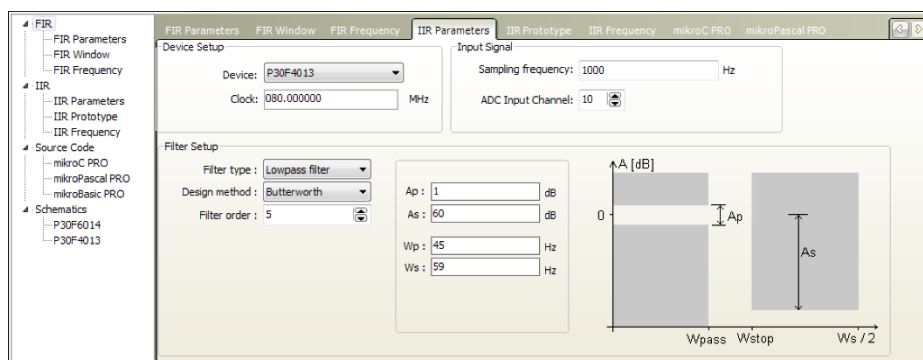 FIR
FIR Parameters
FIR Window
FIR Frequency
IIR
IIR Parameters
IIR Prototype
IIR Frequency
Source Code
mikroC PRO
mikroPascal PRO
mikroBasic PRO
Schematics
P30F6014
P30F4013
FIR Parameters FIR Window FIR Frequency IIR Parameters IIR Prototype IIR Frequency mikroC PRO mikroPascal PRO
Device Setup
Device: P30F4013
Clock: 080.000000 MHz
Input Signal
Sampling frequency: 1000 Hz
ADC Input Channel: 10
Filter Setup
Filter type : Lowpass filter
Design method : Butterworth
Filter order : 5
Ap : 1 dB
As : 60 dB
Wp : 45 Hz
Ws : 59 Hz
A [dB]
0
Ap
As
Wpass Wstop Ws / 2